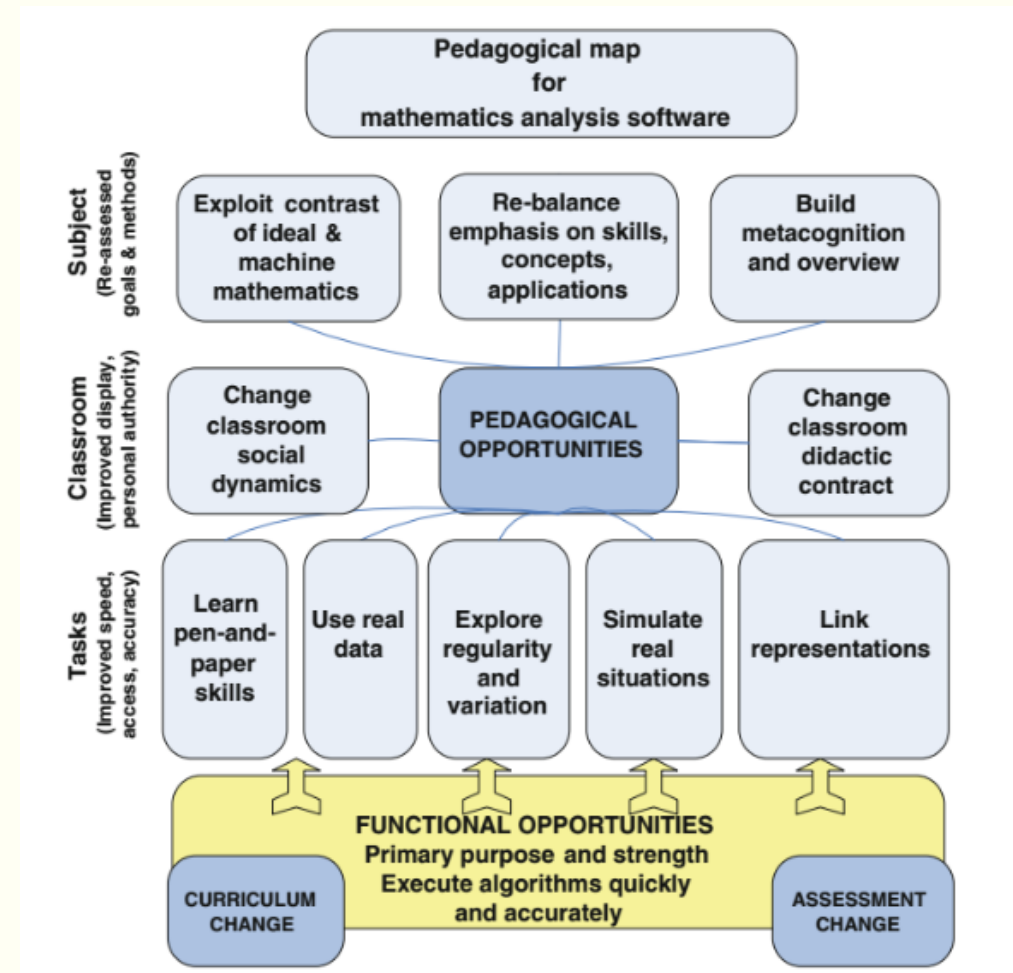 Pedagogical map
for
mathematics analysis software
Subject
(Re-assessed
goals & methods)
Exploit contrast
of ideal &
machine
mathematics
Re-balance
emphasis on skills,
concepts,
applications
Build
metacognition
and overview
Classroom
(Improved display,
personal authority)
Change
classroom
social
dynamics
PEDAGOGICAL
OPPORTUNITIES
Change
classroom
didactic
contract
Tasks
(Improved speed,
access, accuracy)
Learn
pen-and-
paper
skills
Use real
data
Explore
regularity
and
variation
Simulate
real
situations
Link
representations
FUNCTIONAL OPPORTUNITIES
Primary purpose and strength
Execute algorithms quickly
and accurately
CURRICULUM
CHANGE
ASSESSMENT
CHANGE